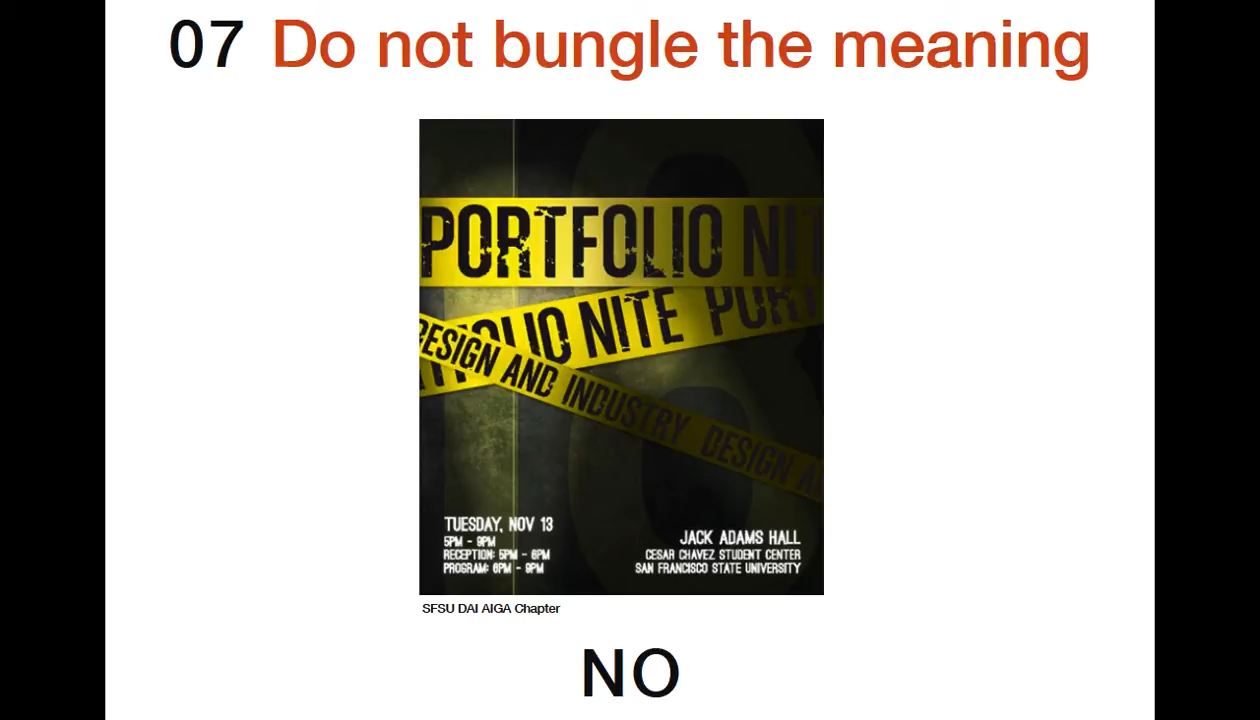 07 Do not bungle the meaning
PORTFOLIO NIT
FOLIO NITE PORT
DESIGN AND INDUSTRY DESIGN AN
TUESDAY, NOV 13
5PM - 9PM
RECEPTION: 5PM - 6PM
PROGRAM: 6PM - 9PM
JACK ADAMS HALL
CESAR CHAVEZ STUDENT CENTER
SAN FRANCISCO STATE UNIVERSITY
SFSU DAI AIGA Chapter
NO